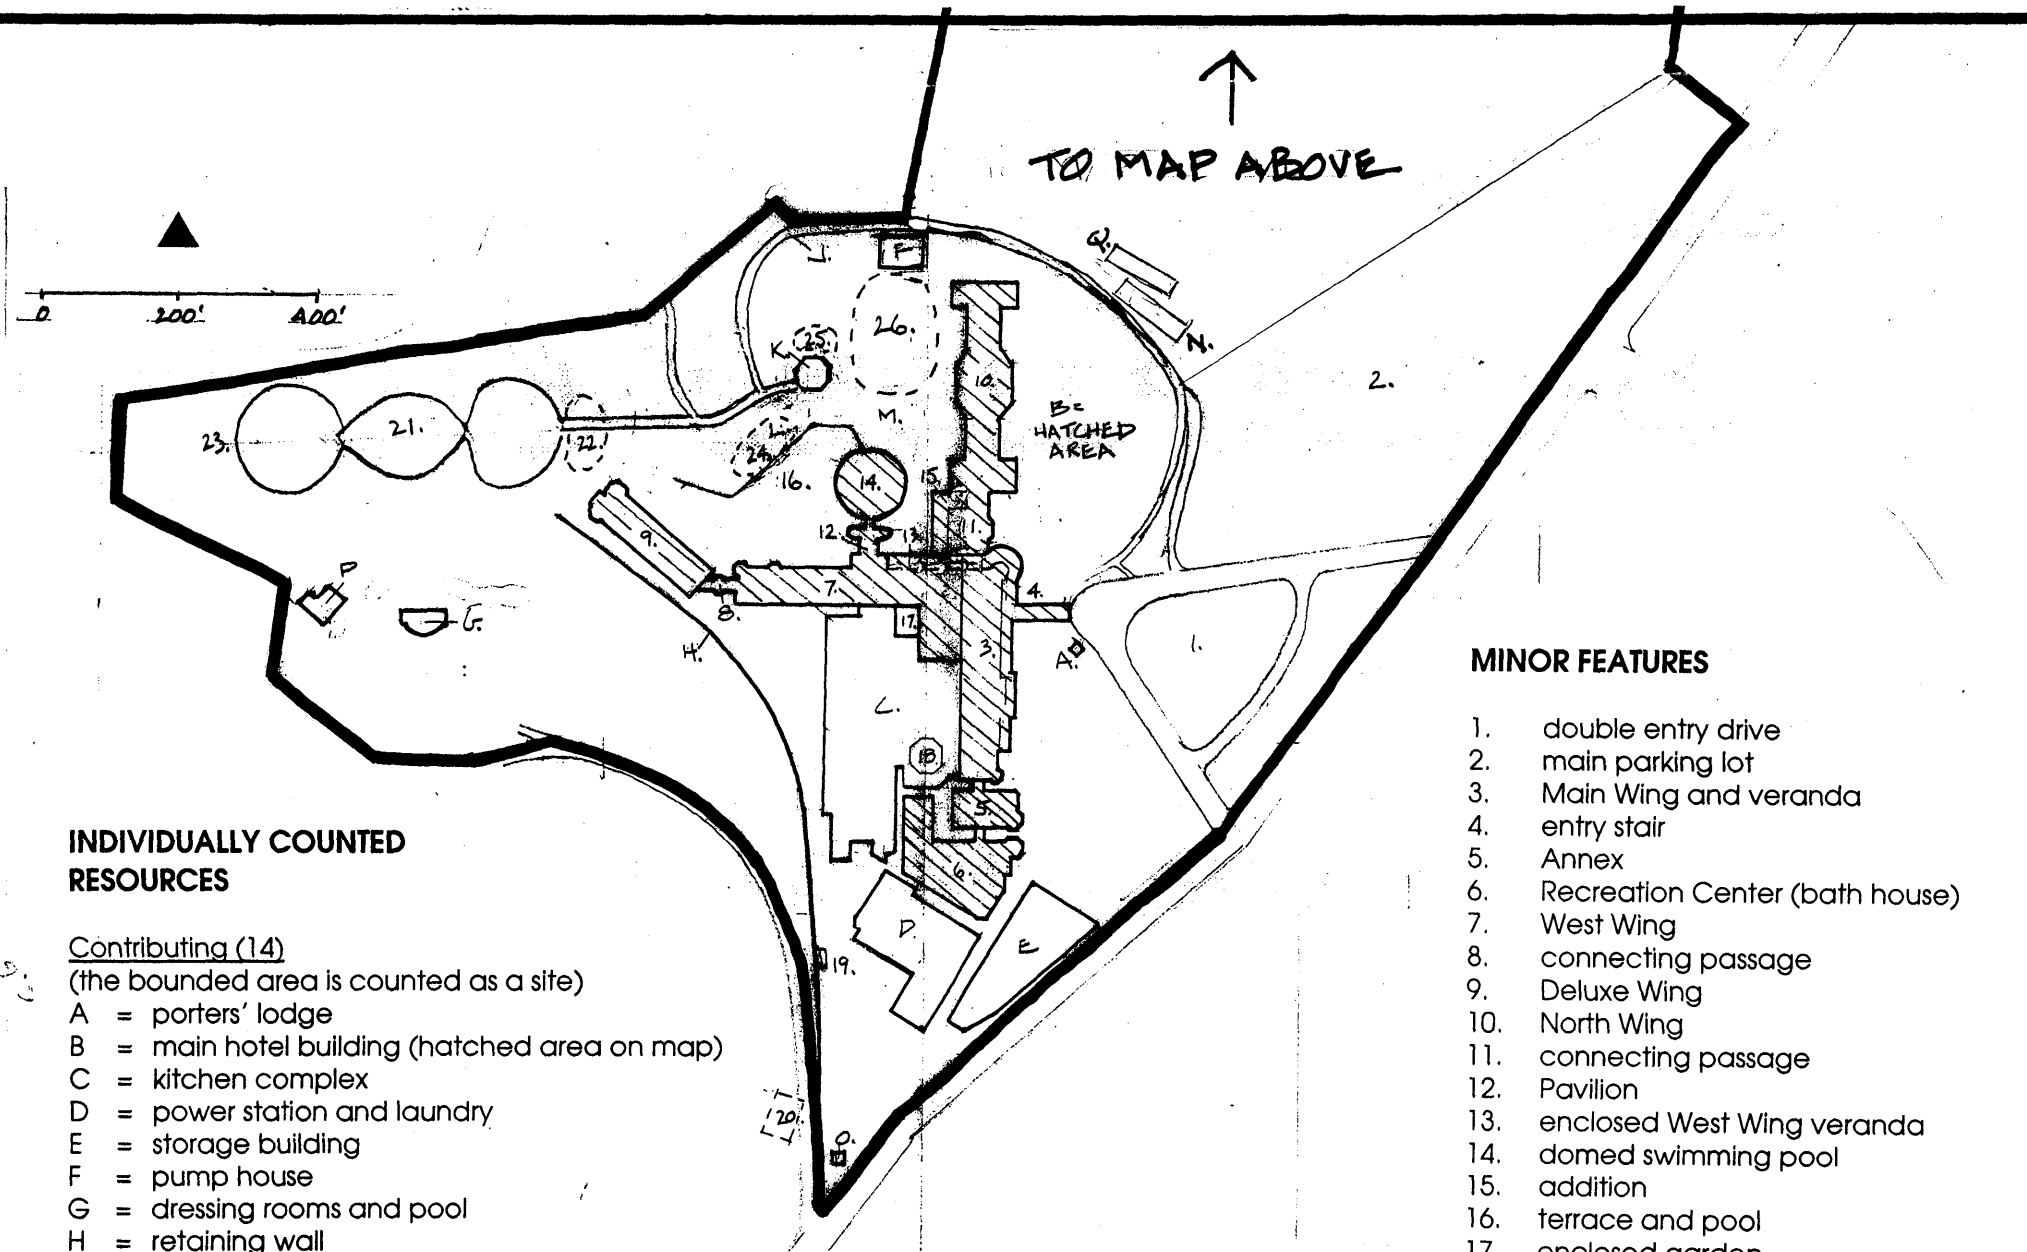 TO MAP ABOVE
0 200' 400'
J.
F
Q.
N.
K.
25.
26.
10.
2.
M.
B=
HATCHED
AREA
23.
21.
22.
L.
24.
16.
14.
15.
12.
13.
11.
9.
P
G.
7.
8.
4.
17.
H.
3.
A.
1.
C.
18.
5.
6.
D.
E
19.
20.
O.
INDIVIDUALLY COUNTED
RESOURCES
Contributing (14)
(the bounded area is counted as a site)
A = porters' lodge
B = main hotel building (hatched area on map)
C = kitchen complex
D = power station and laundry
E = storage building
F = pump house
G = dressing rooms and pool
H = retaining wall
MINOR FEATURES
1. double entry drive
2. main parking lot
3. Main Wing and veranda
4. entry stair
5. Annex
6. Recreation Center (bath house)
7. West Wing
8. connecting passage
9. Deluxe Wing
10. North Wing
11. connecting passage
12. Pavilion
13. enclosed West Wing veranda
14. domed swimming pool
15. addition
16. terrace and pool
17. enclosed garden